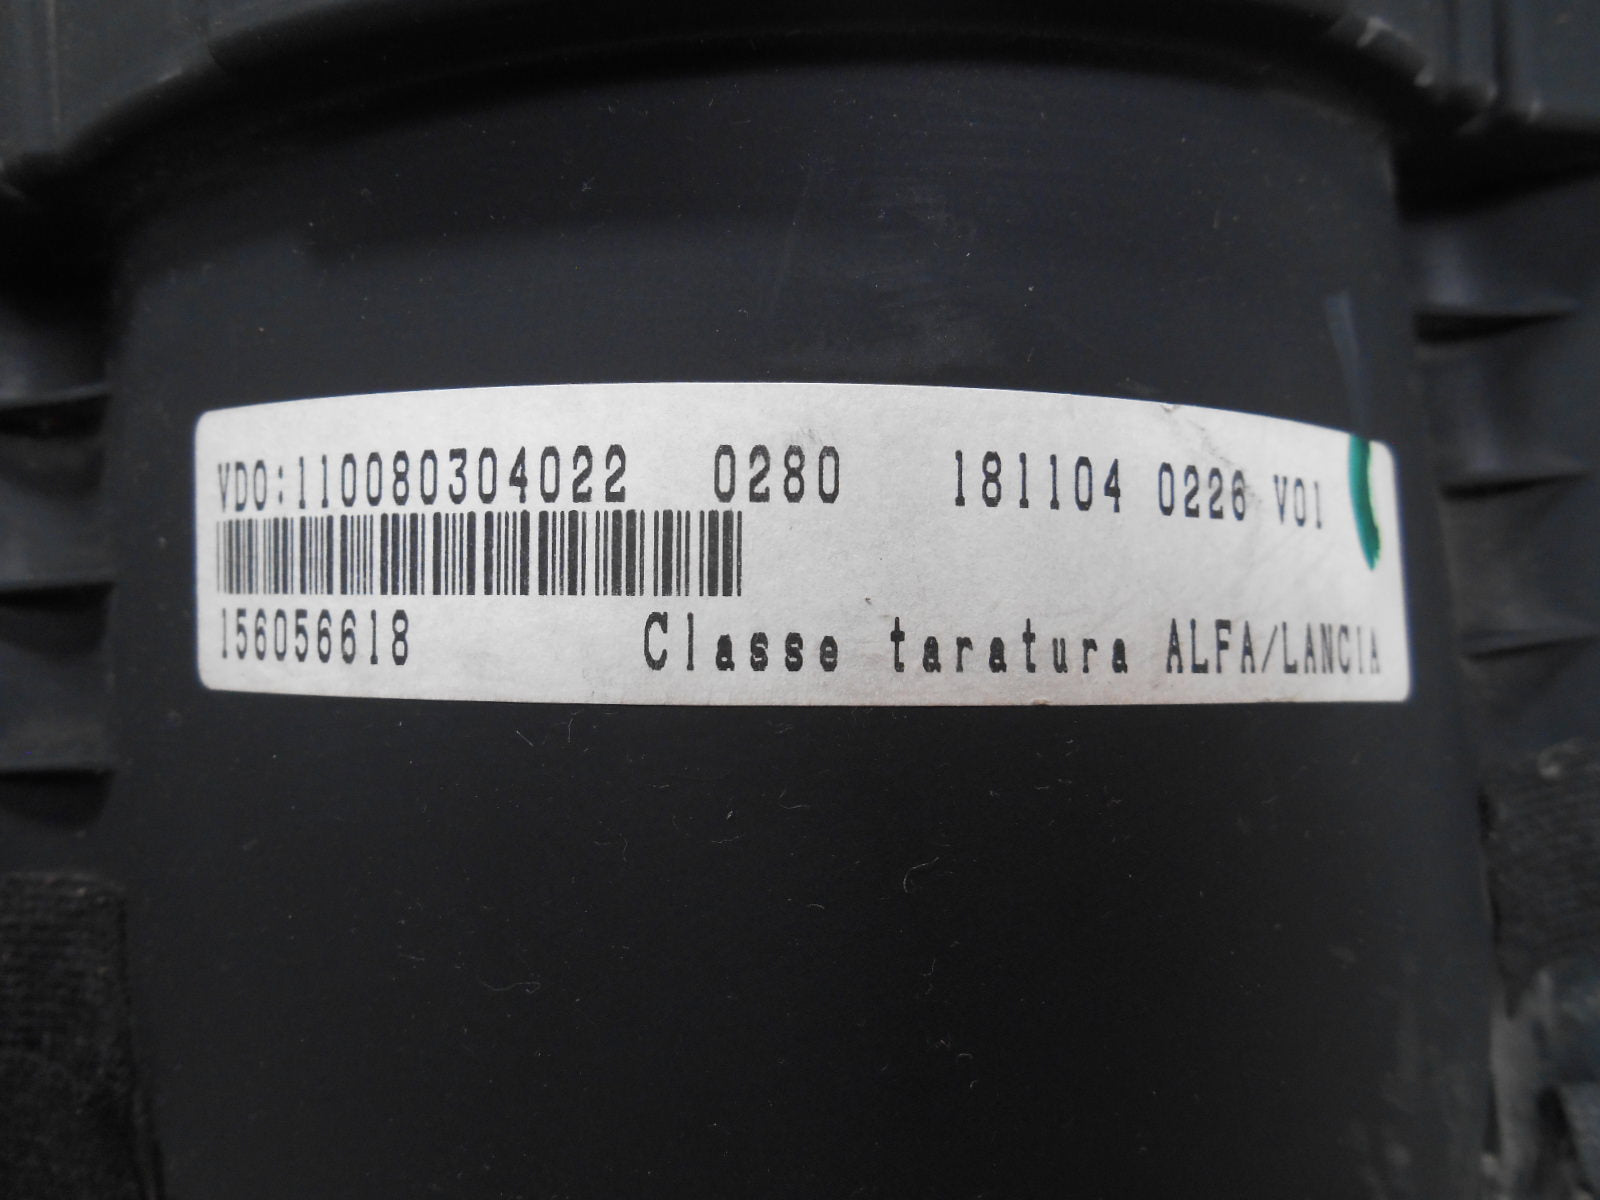 VDO:110080304022 0280 181104 0226 V01
156056618 Classe taratura ALFA/LANCIA